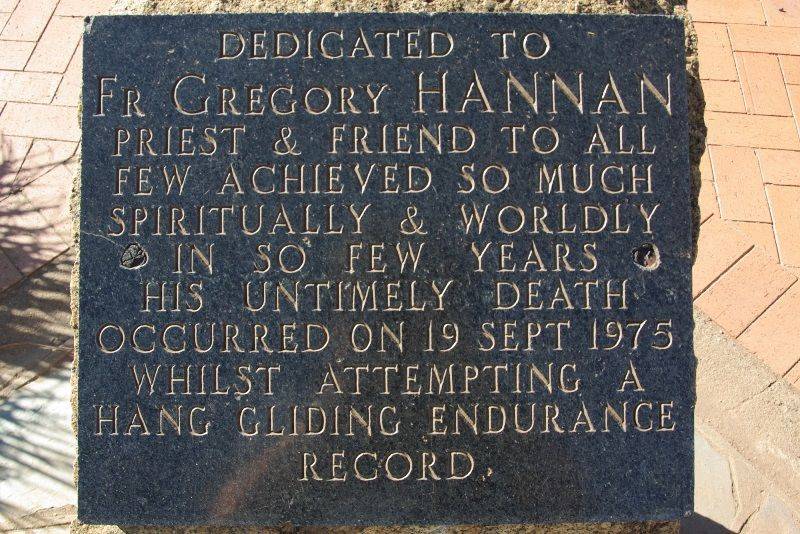 DEDICATED TO
FR GREGORY HANNAN
PRIEST & FRIEND TO ALL
FEW ACHIEVED SO MUCH
SPIRITUALLY & WORLDLY
IN SO FEW YEARS
HIS UNTIMELY DEATH
OCCURRED ON 19 SEPT 1975
WHILST ATTEMPTING A
HANG GLIDING ENDURANCE
RECORD.